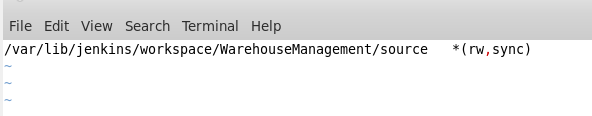 File Edit View Search Terminal Help
/var/lib/jenkins/workspace/WarehouseManagement/source *(rw,sync)
~
~
~